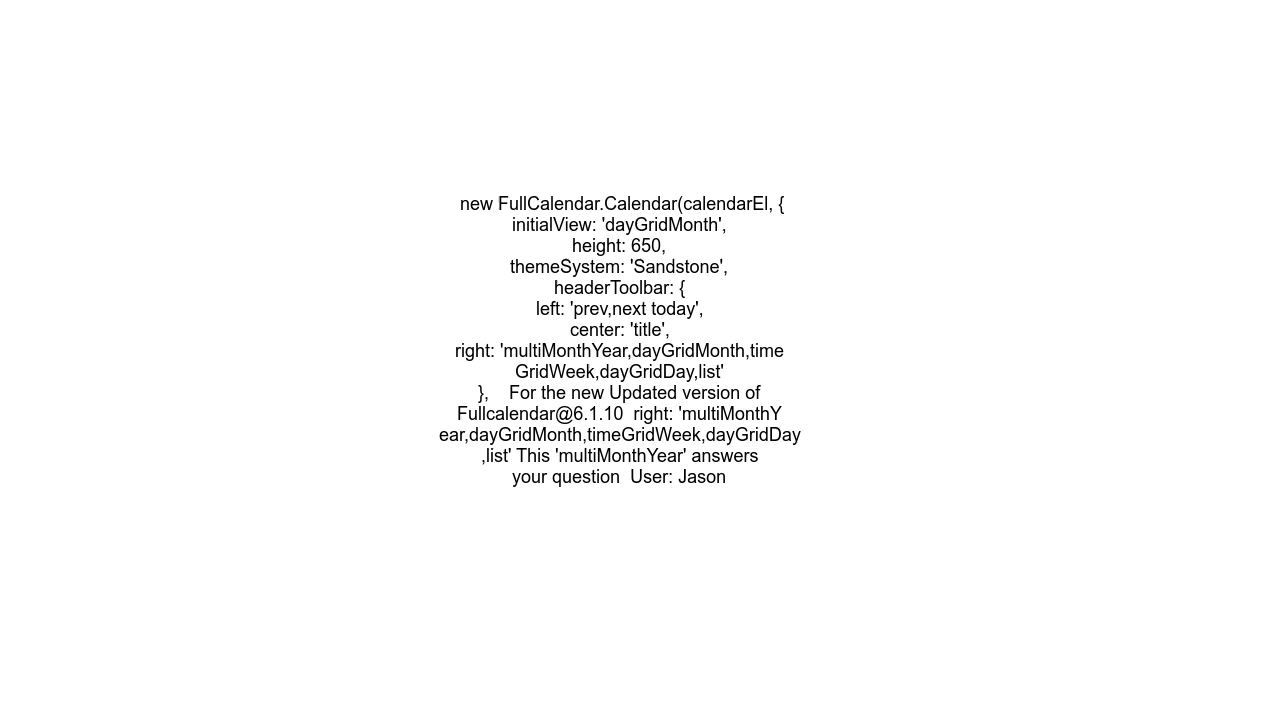 new FullCalendar.Calendar(calendarEl, {
initialView: 'dayGridMonth',
height: 650,
themeSystem: 'Sandstone',
headerToolbar: {
left: 'prev,next today',
center: 'title',
right: 'multiMonthYear,dayGridMonth,time
GridWeek,dayGridDay,list'
},    For the new Updated version of
Fullcalendar@6.1.10  right: 'multiMonthY
ear,dayGridMonth,timeGridWeek,dayGridDay
,list' This 'multiMonthYear' answers
your question  User: Jason